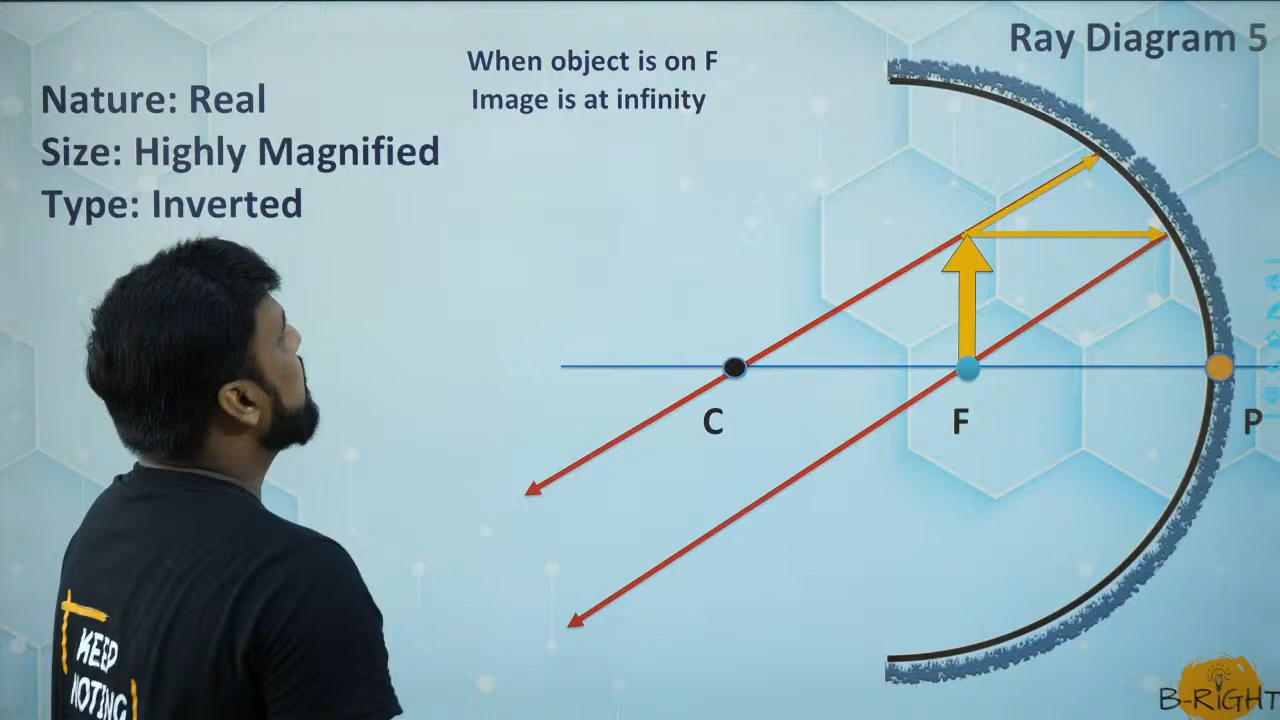 Ray Diagram 5
When object is on F
Image is at infinity
Nature: Real
Size: Highly Magnified
Type: Inverted
C
F
P
KEEP
NOTING
B-RIGHT